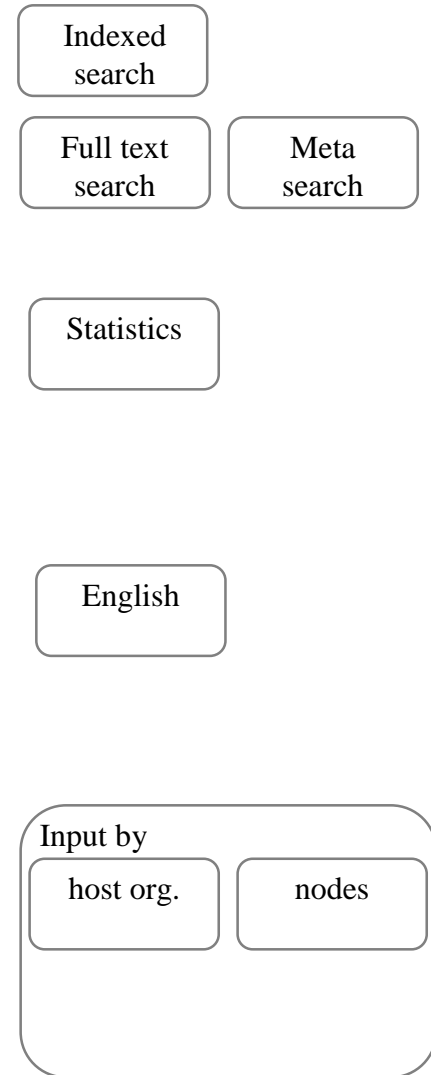 Indexed
search
Full text
search
Meta
search
Statistics
English
Input by
host org.
nodes